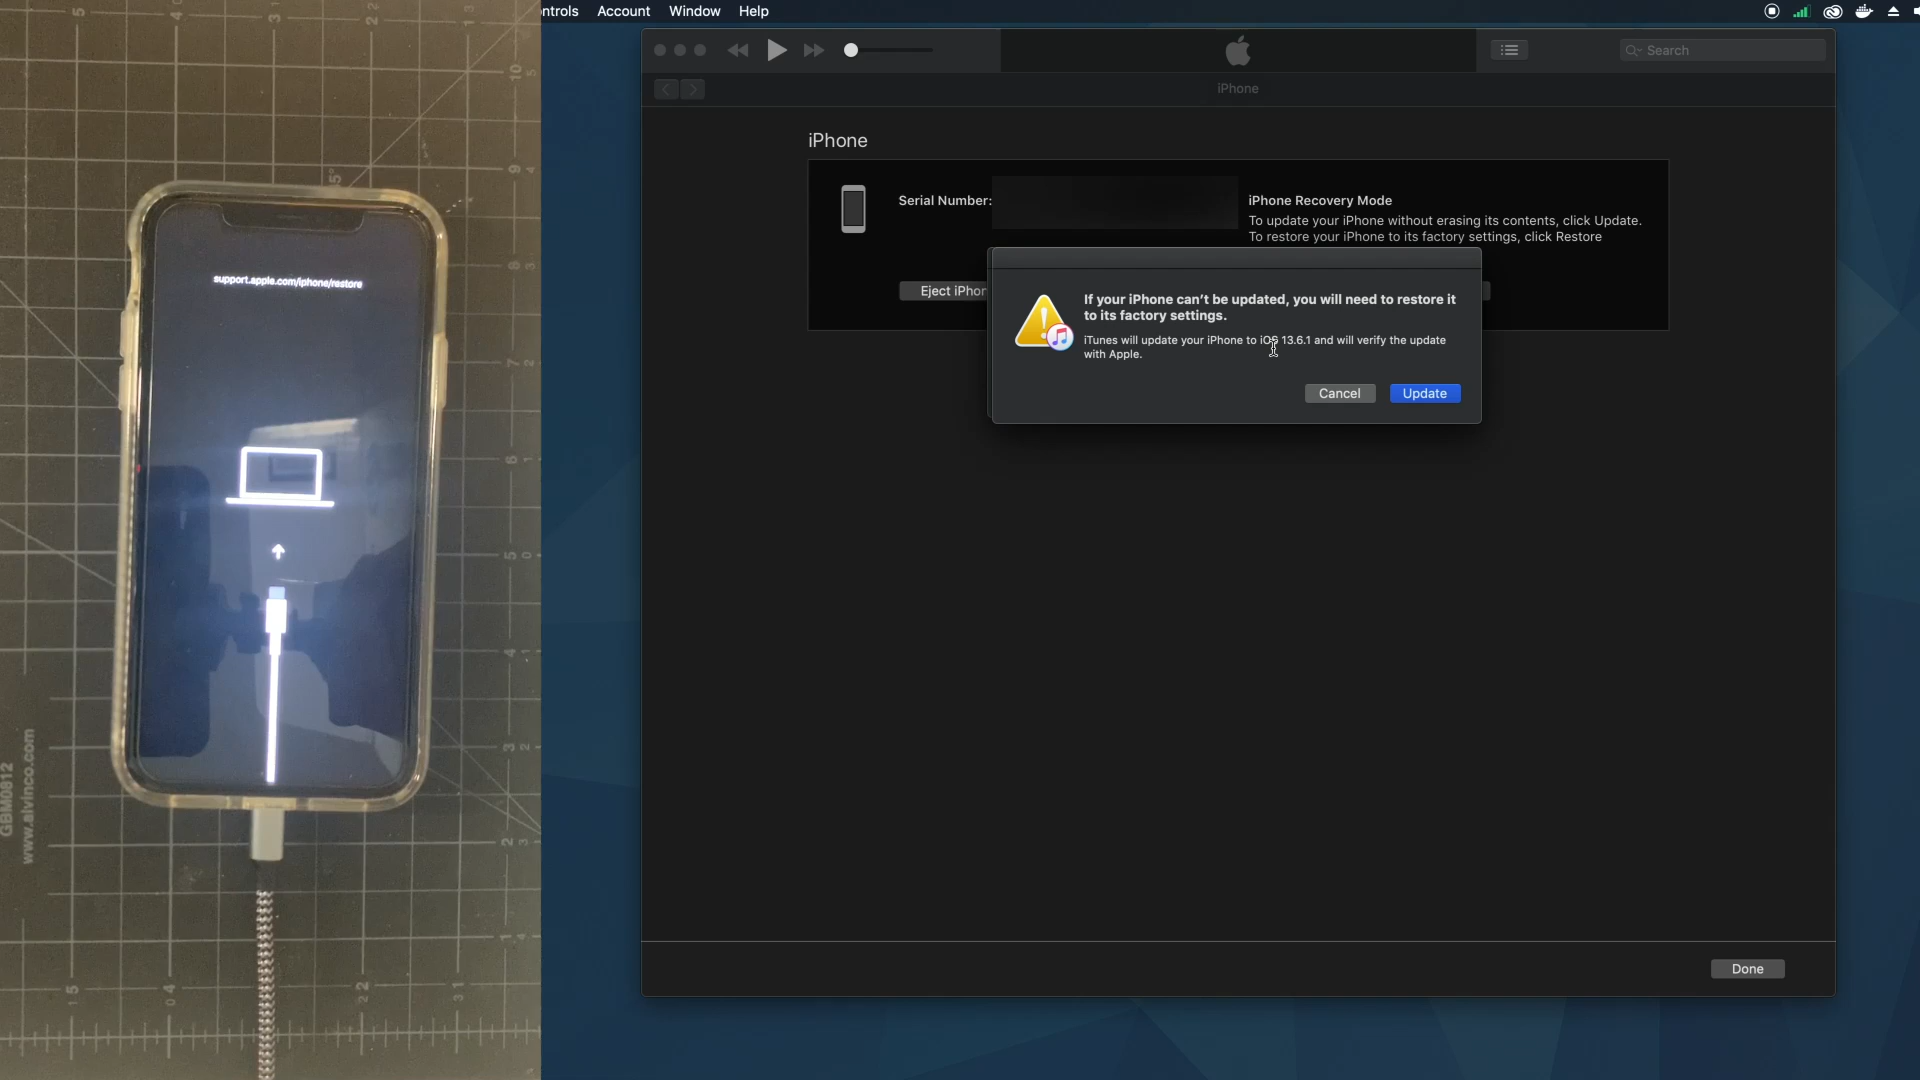 ntrols Account Window Help
Search
iPhone
iPhone
Serial Number:
iPhone Recovery Mode
To update your iPhone without erasing its contents, click Update.
To restore your iPhone to its factory settings, click Restore
Eject iPhon
If your iPhone can't be updated, you will need to restore it
to its factory settings.
iTunes will update your iPhone to iOS 13.6.1 and will verify the update
with Apple.
Cancel Update
Done
support.apple.com/iphone/restore
GBM0812
www.alvinco.com